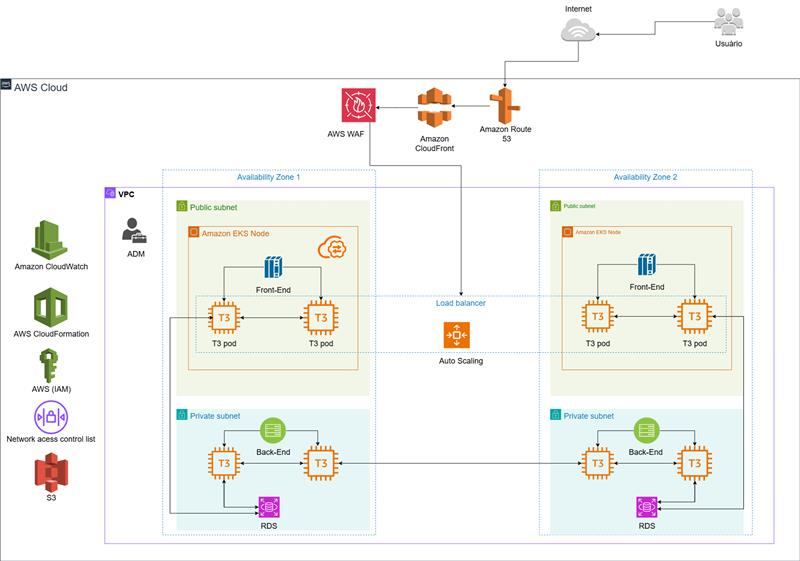 Internet
Usuário
AWS Cloud
AWS WAF
Amazon
CloudFront
Amazon Route
53
Availability Zone 1
Availability Zone 2
VPC
ADM
Public subnet
Amazon EKS Node
Front-End
T3
T3
T3 pod
T3 pod
Load balancer
Auto Scaling
Public subnet
Amazon EKS Node
Front-End
T3
T3
T3 pod
T3 pod
Amazon CloudWatch
AWS CloudFormation
AWS (IAM)
Network acess control list
S3
Private subnet
Back-End
T3
T3
RDS
Private subnet
Back-End
T3
T3
RDS